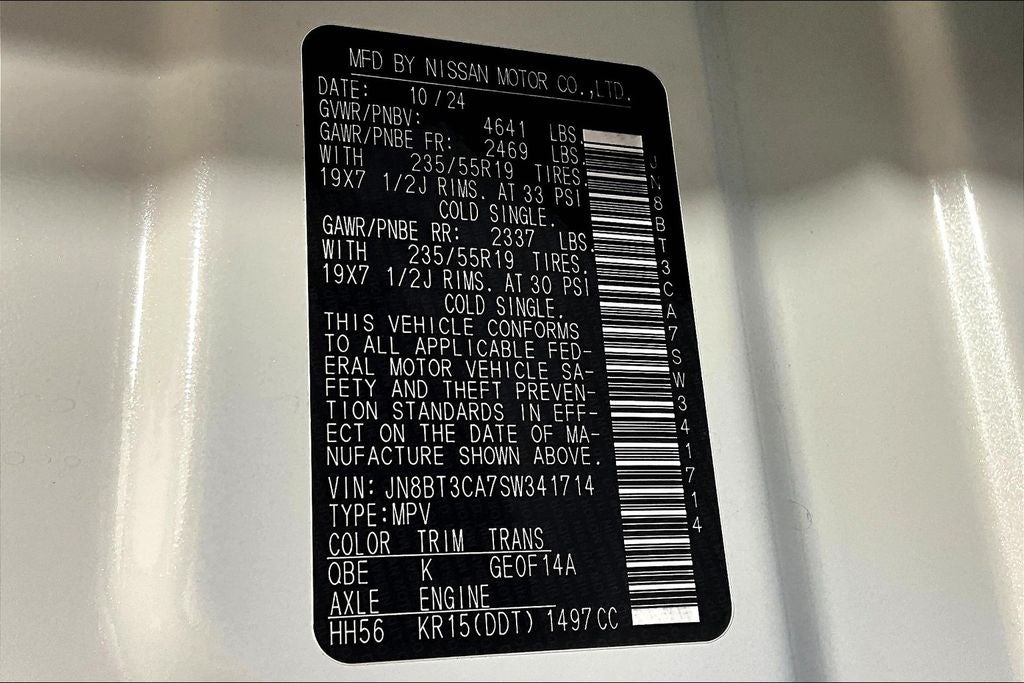 MFD BY NISSAN MOTOR CO.,LTD.
DATE: 10/24
GVWR/PNBV: 4641 LBS.
GAWR/PNBE FR: 2469 LBS.
WITH 235/55R19 TIRES.
19X7 1/2J RIMS. AT 33 PSI
COLD SINGLE.
GAWR/PNBE RR: 2337 LBS.
WITH 235/55R19 TIRES.
19X7 1/2J RIMS. AT 30 PSI
COLD SINGLE.
THIS VEHICLE CONFORMS
TO ALL APPLICABLE FED-
ERAL MOTOR VEHICLE SA-
FETY AND THEFT PREVEN-
TION STANDARDS IN EFF-
ECT ON THE DATE OF MA-
NUFACTURE SHOWN ABOVE.
VIN: JN8BT3CA7SW341714
TYPE:MPV
COLOR TRIM TRANS
QBE K GE0F14A
AXLE ENGINE
HH56 KR15(DDT) 1497CC
JN8BT3CA7SW341714